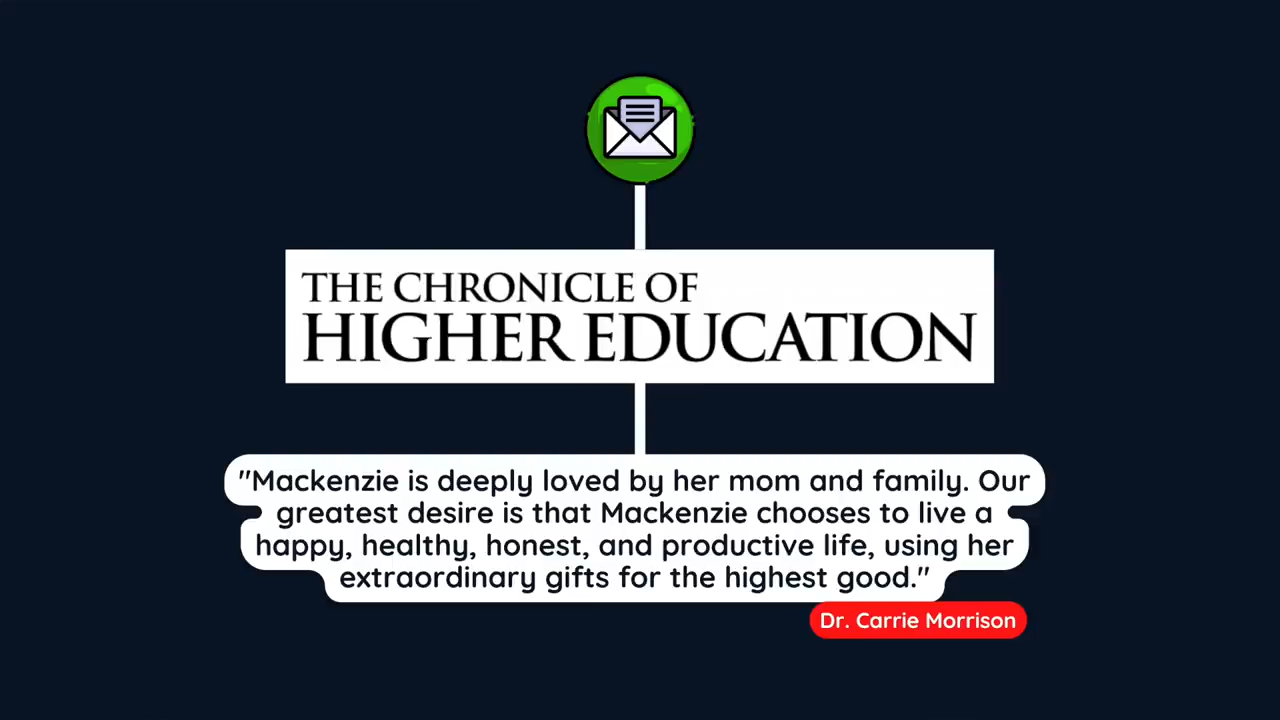 THE CHRONICLE OF
HIGHER EDUCATION
"Mackenzie is deeply loved by her mom and family. Our
greatest desire is that Mackenzie chooses to live a
happy, healthy, honest, and productive life, using her
extraordinary gifts for the highest good."
Dr. Carrie Morrison